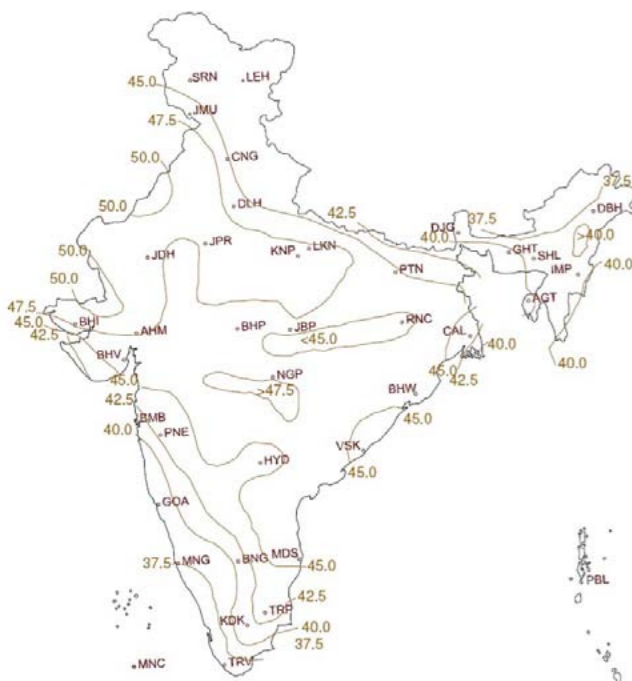 45.0
SRN LEH
JMU
47.5
CNG
50.0
DLH
50.0
37.5
DBH
42.5
37.5
DJG
40.0
>40.0
JPR
LKN
KNP
GHT
SHL
50.0
JDH
PTN
IMP
40.0
50.0
AGT
47.5
45.0
BHI
42.5
AHM
BHP
JBP
<45.0
RNC
CAL
40.0
BHV
45.0
45.0
42.5
40.0
NGP
>47.5
42.5
BHW
45.0
BMB
40.0
PNE
VSK
HYD
45.0
GOA
37.5
MNG
BNG
MDS
45.0
PBL
42.5
TRP
KDK
40.0
37.5
MNC
TRV